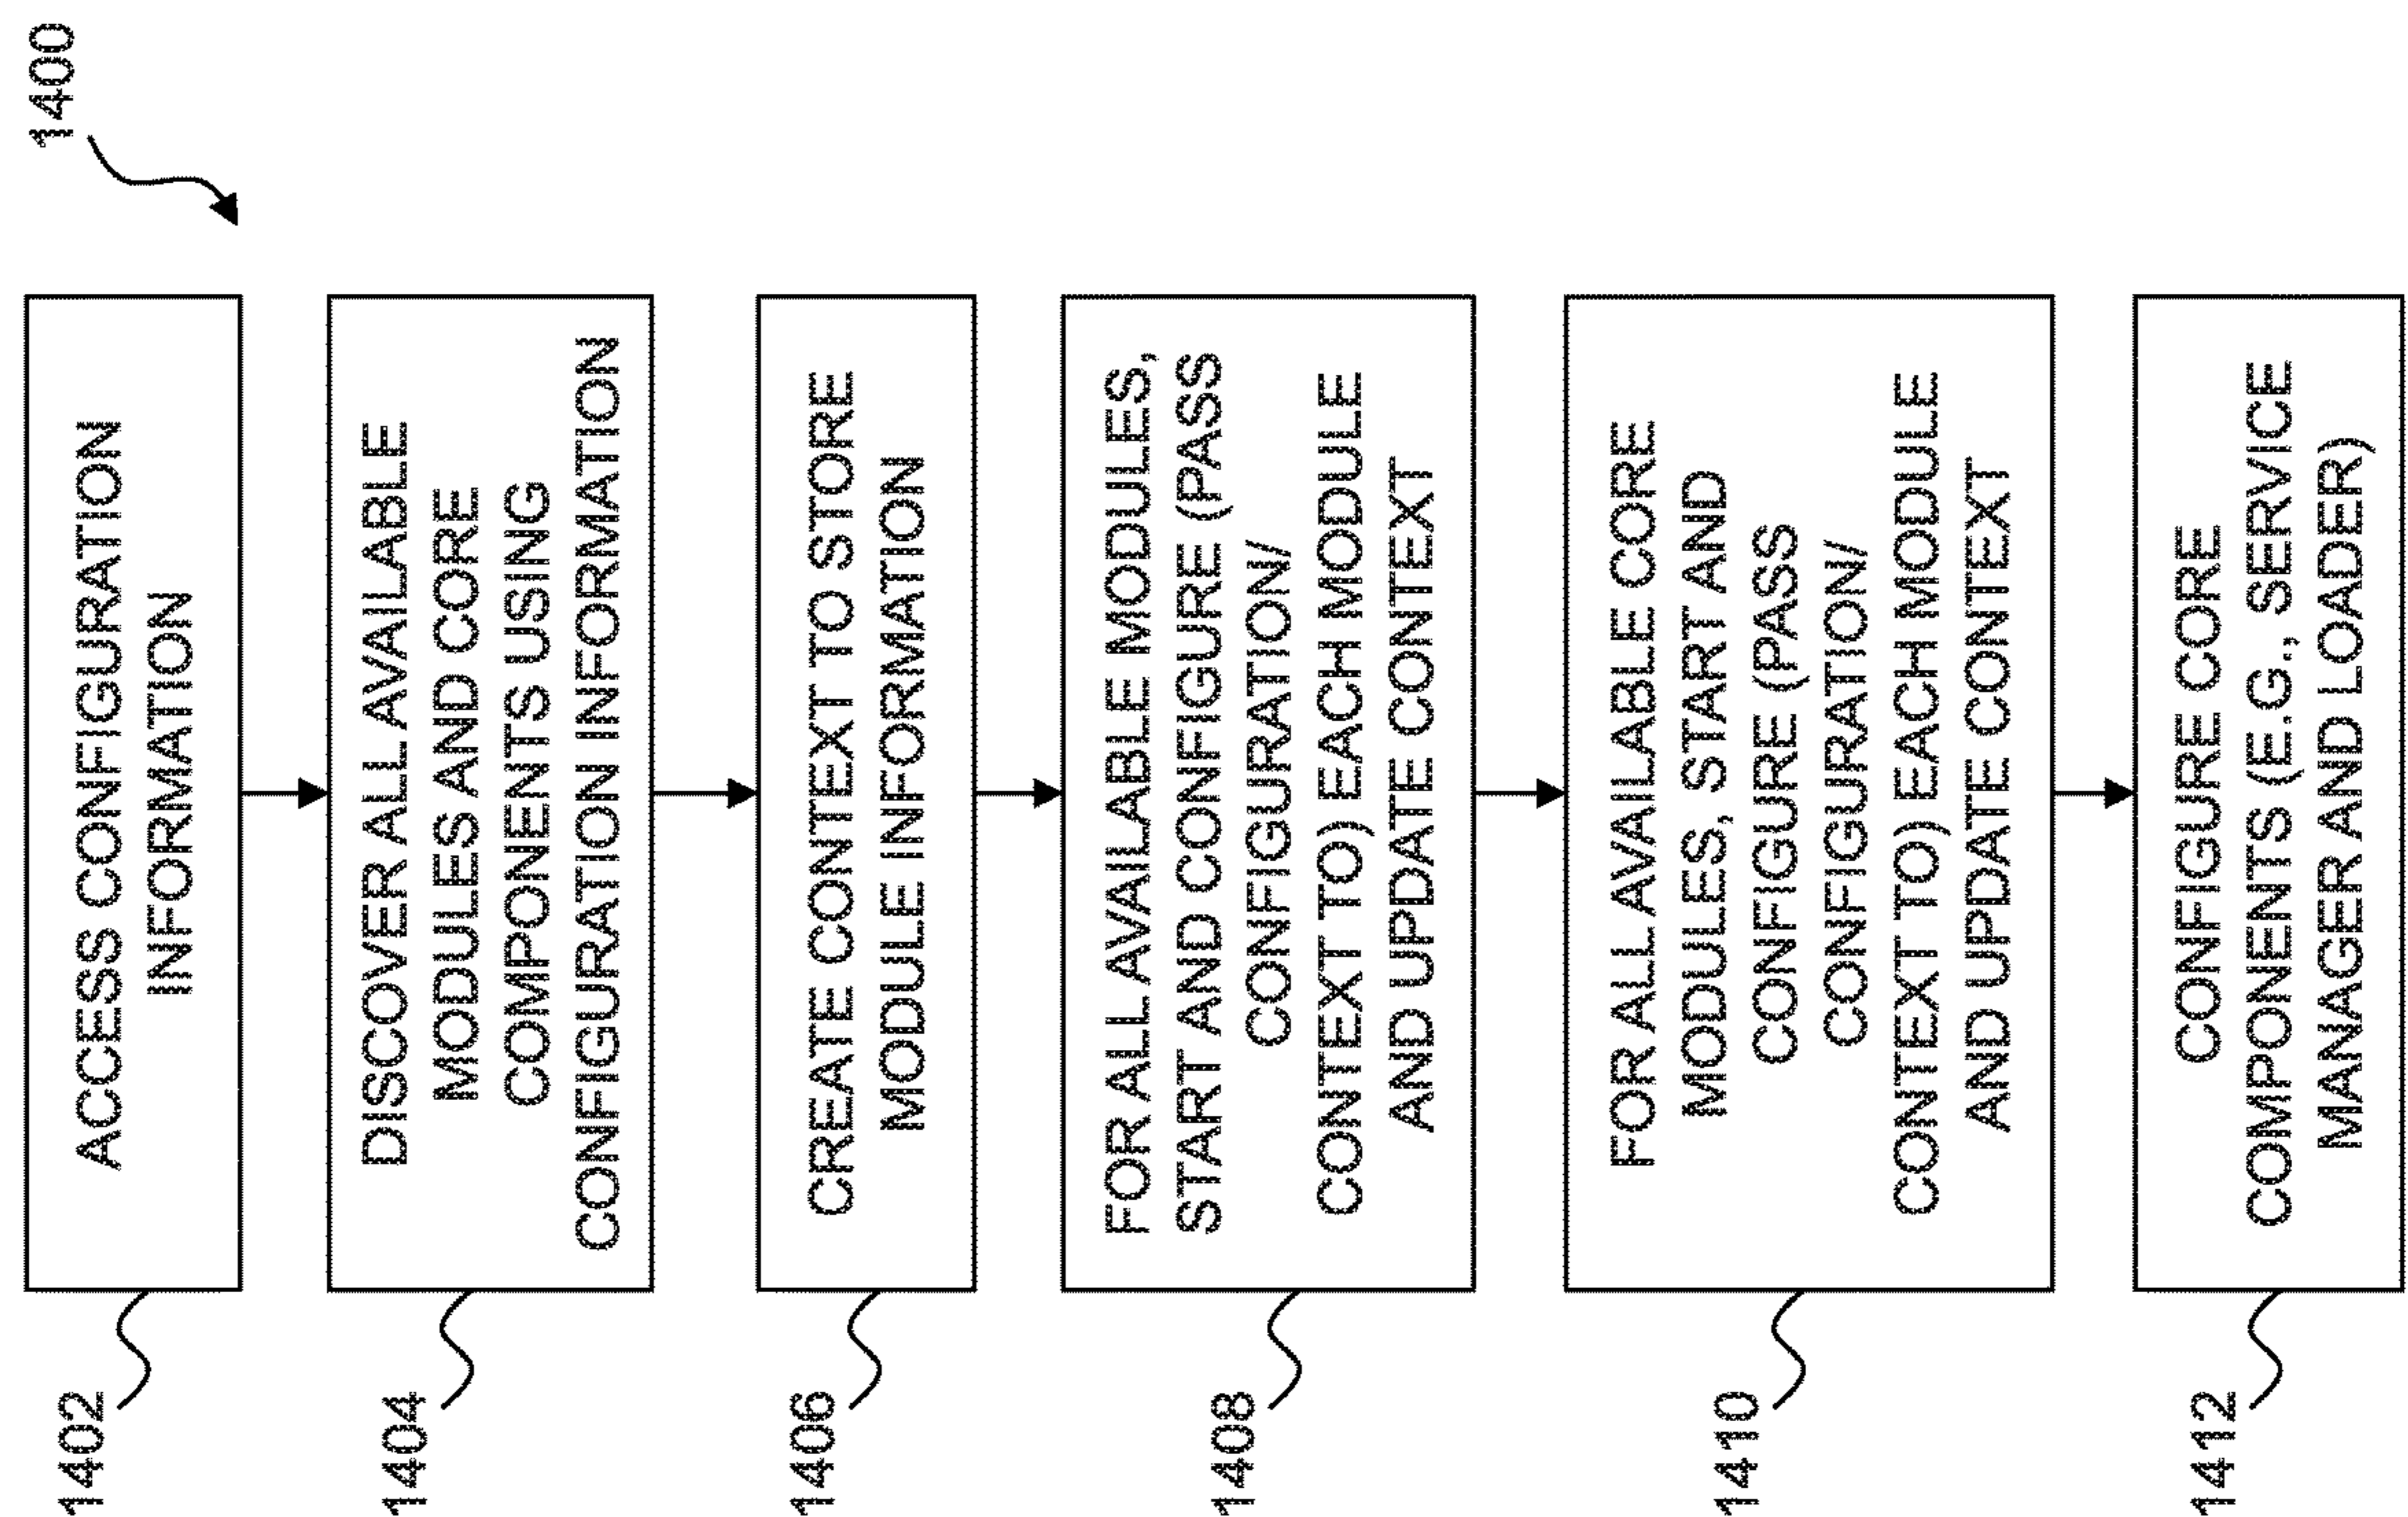 1400
1402
ACCESS CONFIGURATION
INFORMATION
1404
DISCOVER ALL AVAILABLE
MODULES AND CORE
COMPONENTS USING
CONFIGURATION INFORMATION
1406
CREATE CONTEXT TO STORE
MODULE INFORMATION
1408
FOR ALL AVAILABLE MODULES,
START AND CONFIGURE (PASS
CONFIGURATION/
CONTEXT TO) EACH MODULE
AND UPDATE CONTEXT
1410
FOR ALL AVAILABLE CORE
MODULES, START AND
CONFIGURE (PASS
CONFIGURATION/
CONTEXT TO) EACH MODULE
AND UPDATE CONTEXT
1412
CONFIGURE CORE
COMPONENTS (E.G., SERVICE
MANAGER AND LOADER)